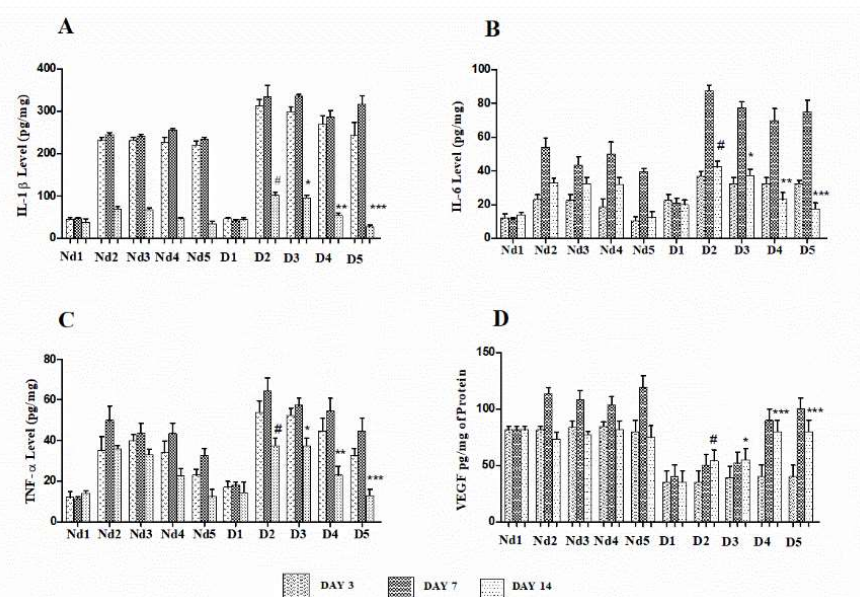 A
IL-1 β Level (pg/mg)
400
300
200
100
0
#
*
**
***
Nd1 Nd2 Nd3 Nd4 Nd5 D1 D2 D3 D4 D5
B
IL-6 Level (pg/mg)
100
80
60
40
20
0
#
*
**
***
Nd1 Nd2 Nd3 Nd4 Nd5 D1 D2 D3 D4 D5
C
TNF-α Level (pg/mg)
80
60
40
20
0
#
*
**
***
Nd1 Nd2 Nd3 Nd4 Nd5 D1 D2 D3 D4 D5
D
VEGF pg/mg of Protein
150
100
50
0
#
*
***
***
Nd1 Nd2 Nd3 Nd4 Nd5 D1 D2 D3 D4 D5
DAY 3 DAY 7 DAY 14